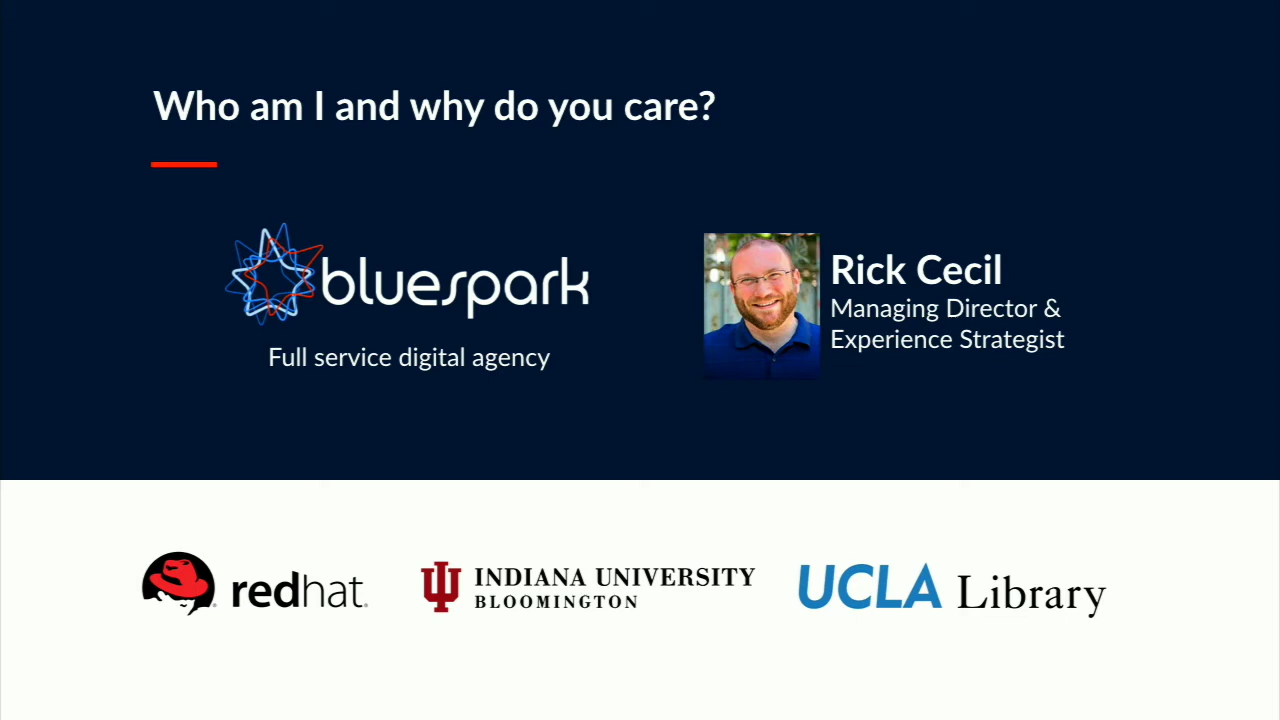 Who am I and why do you care?
bluespark
Full service digital agency
Rick Cecil
Managing Director &
Experience Strategist
redhat.
INDIANA UNIVERSITY
BLOOMINGTON
UCLA Library